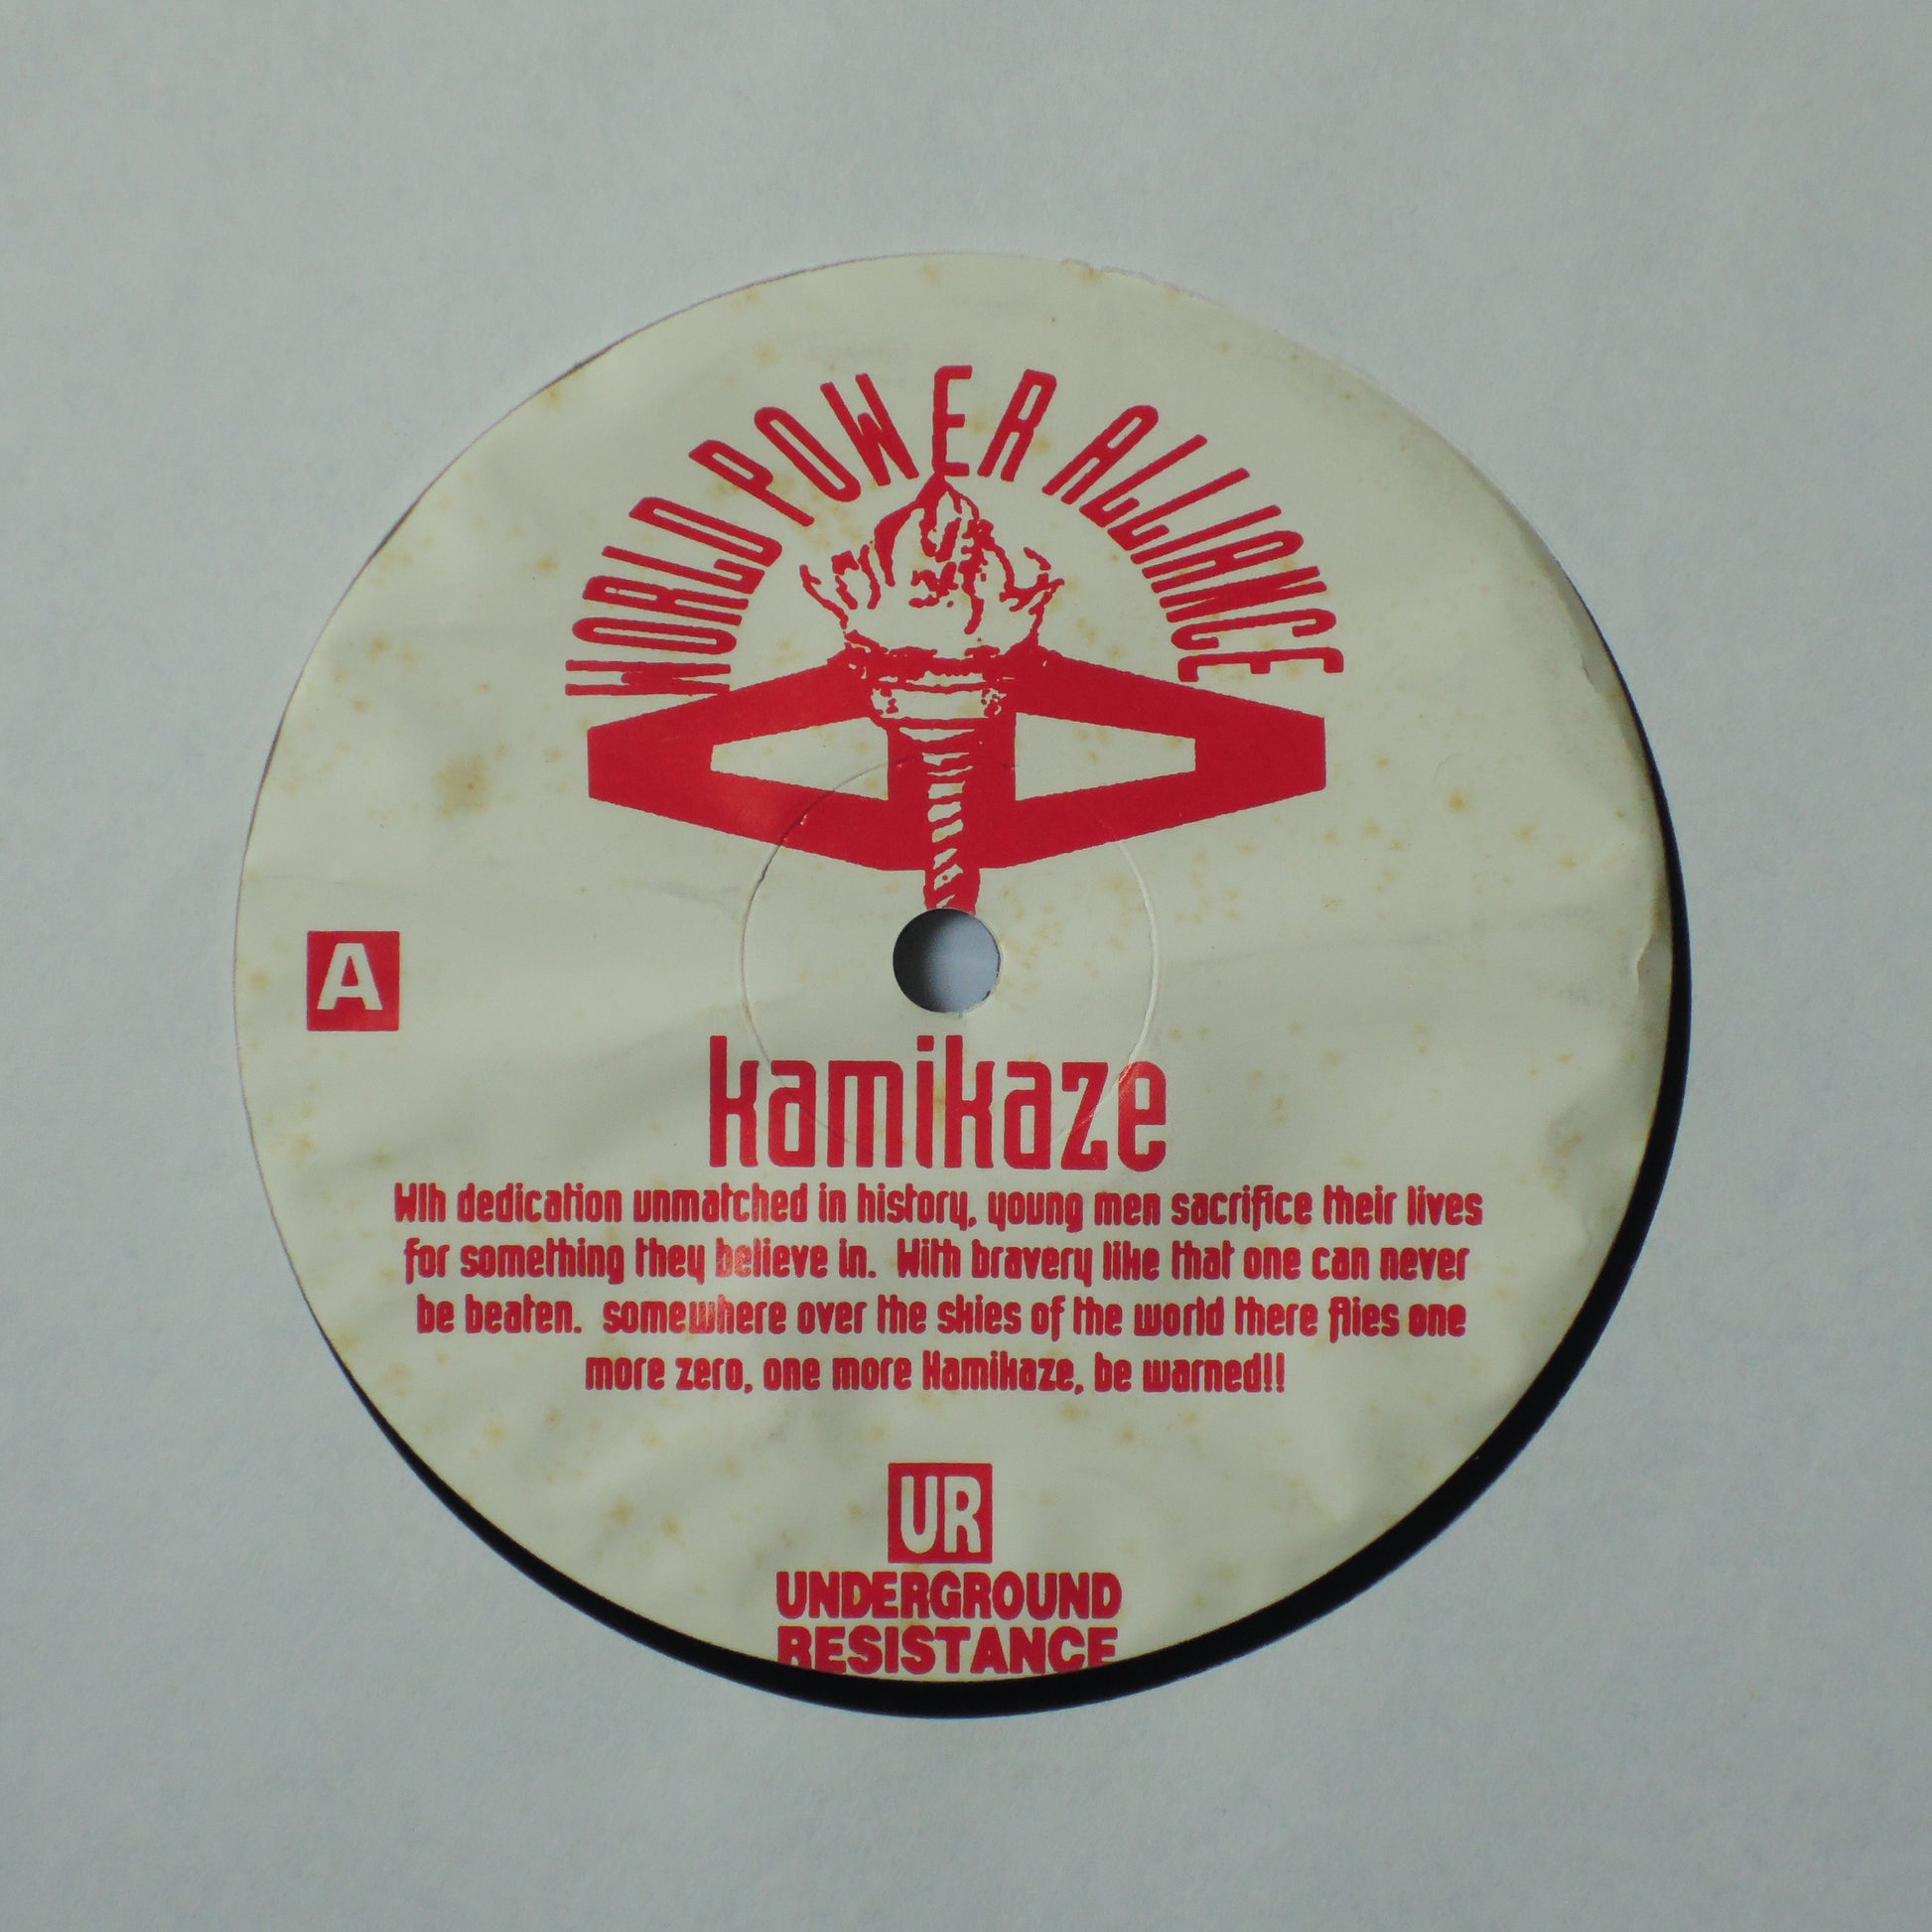 WORLD POWER ALLIANCE
A
kamikaze
WIh dedication unmatched in history, young men sacrifice their lives
for something they believe in. With bravery like that one can never
be beaten. somewhere over the skies of the world there flies one
more zero, one more Kamikaze, be warned!!
UR
UNDERGROUND
RESISTANCE